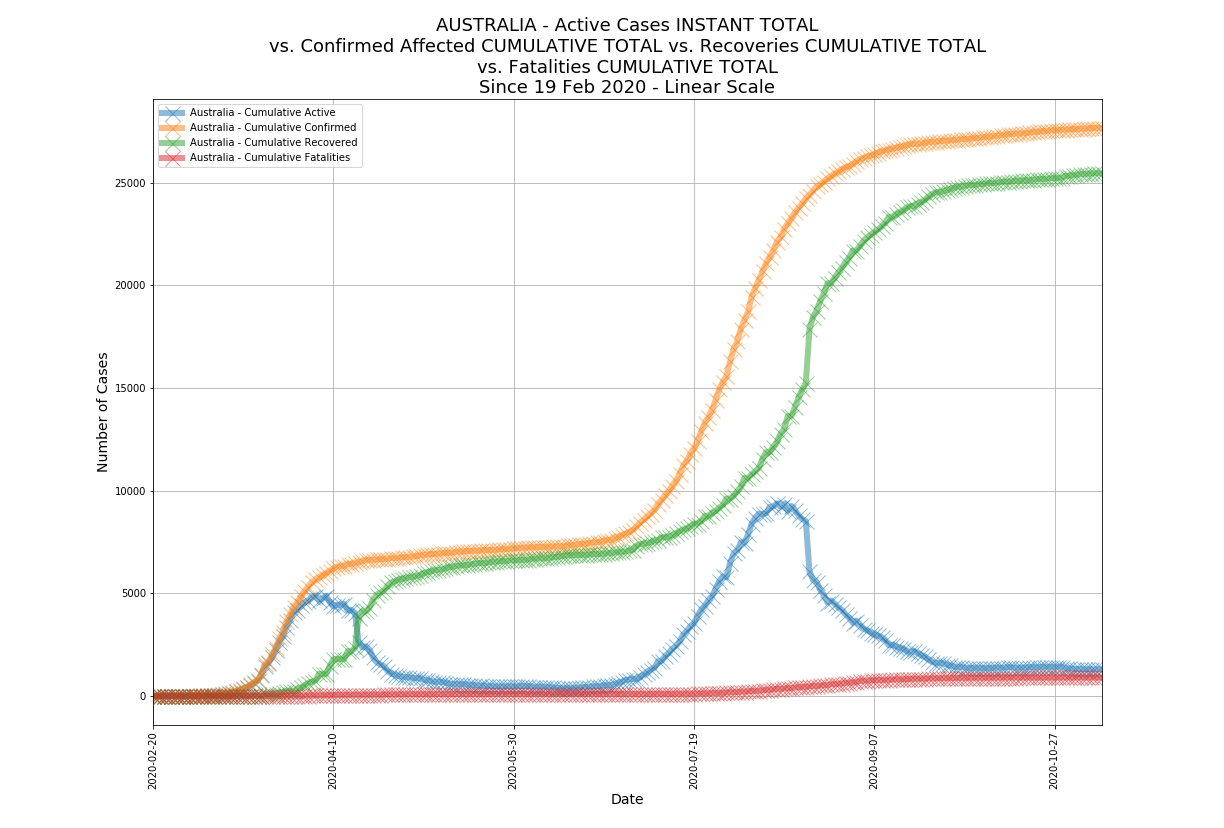 AUSTRALIA - Active Cases INSTANT TOTAL
vs. Confirmed Affected CUMULATIVE TOTAL vs. Recoveries CUMULATIVE TOTAL
vs. Fatalities CUMULATIVE TOTAL
Since 19 Feb 2020 - Linear Scale
Australia - Cumulative Active
Australia - Cumulative Confirmed
Australia - Cumulative Recovered
Australia - Cumulative Fatalities
Number of Cases
25000
20000
15000
10000
5000
0
2020-02-20
2020-04-10
2020-05-30
2020-07-19
2020-09-07
2020-10-27
Date